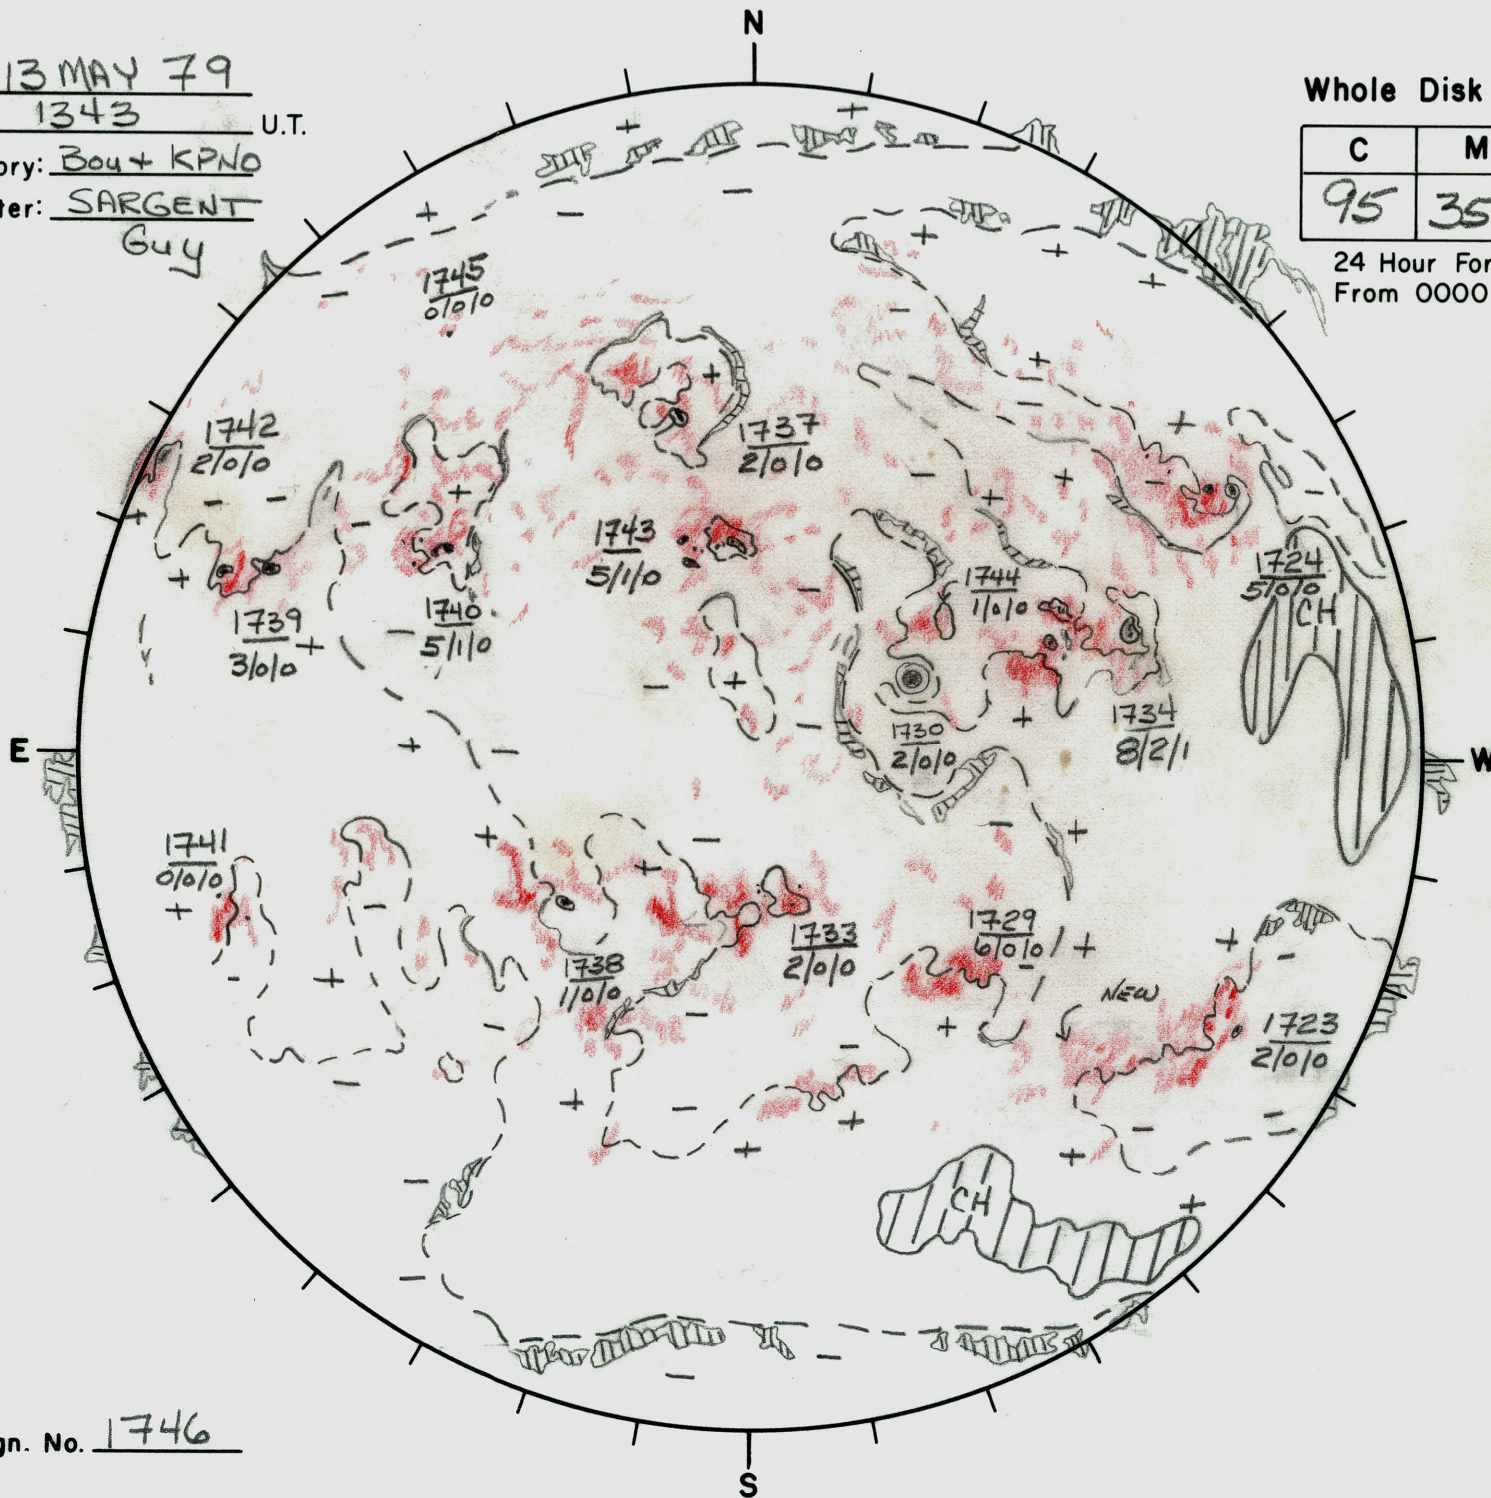 N
13 MAY 79
1343 U.T.
ory: Bou + KPNO
ter: SARGENT
Guy
Whole Disk
C M
95 35
24 Hour For
From 0000
+ + + + + + +
− − − −
1745
0/0/0
1742
2/0/0
1737
2/0/0
1743
5/1/0
1724
5/0/0
CH
1744
1/0/0
1739
3/0/0
1740
5/1/0
1730
2/0/0
1734
8/2/1
E
W
1741
0/0/0
1738
1/0/0
1733
2/0/0
1729
6/0/0
NEW
1723
2/0/0
CH
gn. No. 1746
S